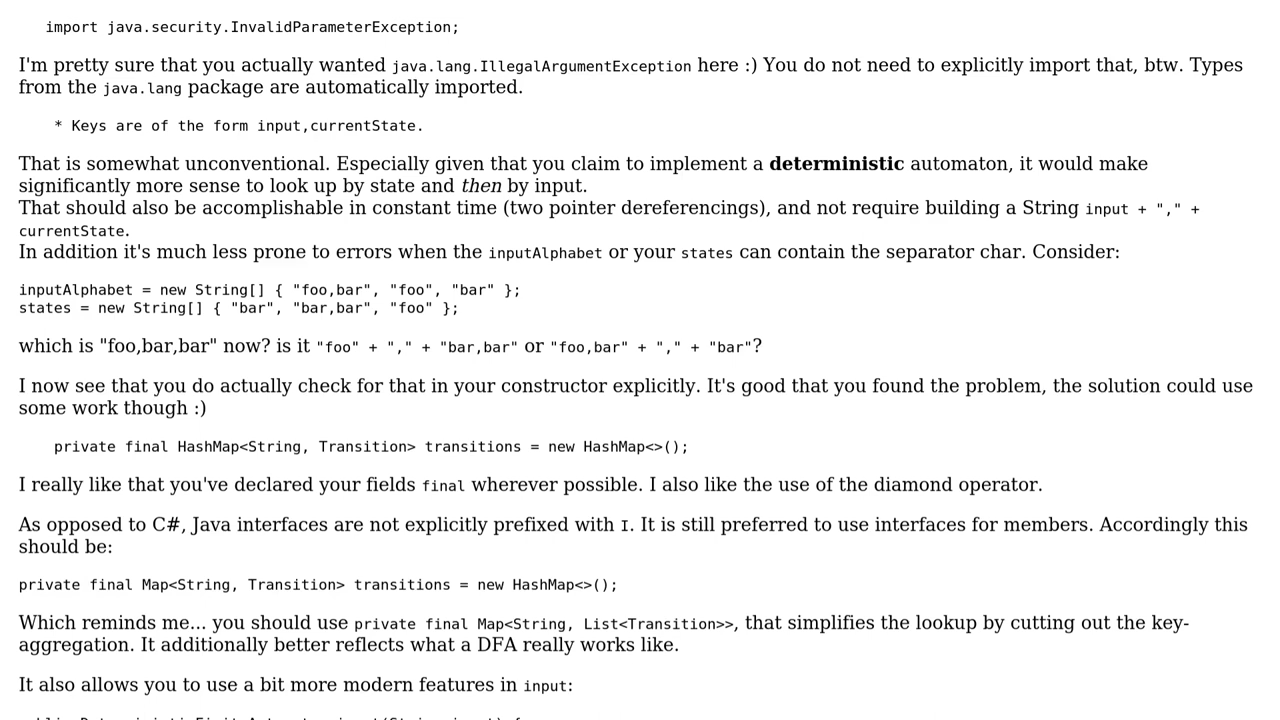 import java.security.InvalidParameterException;
I'm pretty sure that you actually wanted java.lang.IllegalArgumentException here :) You do not need to explicitly import that, btw. Types
from the java.lang package are automatically imported.
* Keys are of the form input,currentState.
That is somewhat unconventional. Especially given that you claim to implement a deterministic automaton, it would make
significantly more sense to look up by state and then by input.
That should also be accomplishable in constant time (two pointer dereferencings), and not require building a String input + "," +
currentState.
In addition it's much less prone to errors when the inputAlphabet or your states can contain the separator char. Consider:
inputAlphabet = new String[] { "foo,bar", "foo", "bar" };
states = new String[] { "bar", "bar,bar", "foo" };
which is "foo,bar,bar" now? is it "foo" + "," + "bar,bar" or "foo,bar" + "," + "bar"?
I now see that you do actually check for that in your constructor explicitly. It's good that you found the problem, the solution could use
some work though :)
private final HashMap<String, Transition> transitions = new HashMap<>();
I really like that you've declared your fields final wherever possible. I also like the use of the diamond operator.
As opposed to C#, Java interfaces are not explicitly prefixed with I. It is still preferred to use interfaces for members. Accordingly this
should be:
private final Map<String, Transition> transitions = new HashMap<>();
Which reminds me... you should use private final Map<String, List<Transition>>, that simplifies the lookup by cutting out the key-
aggregation. It additionally better reflects what a DFA really works like.
It also allows you to use a bit more modern features in input: